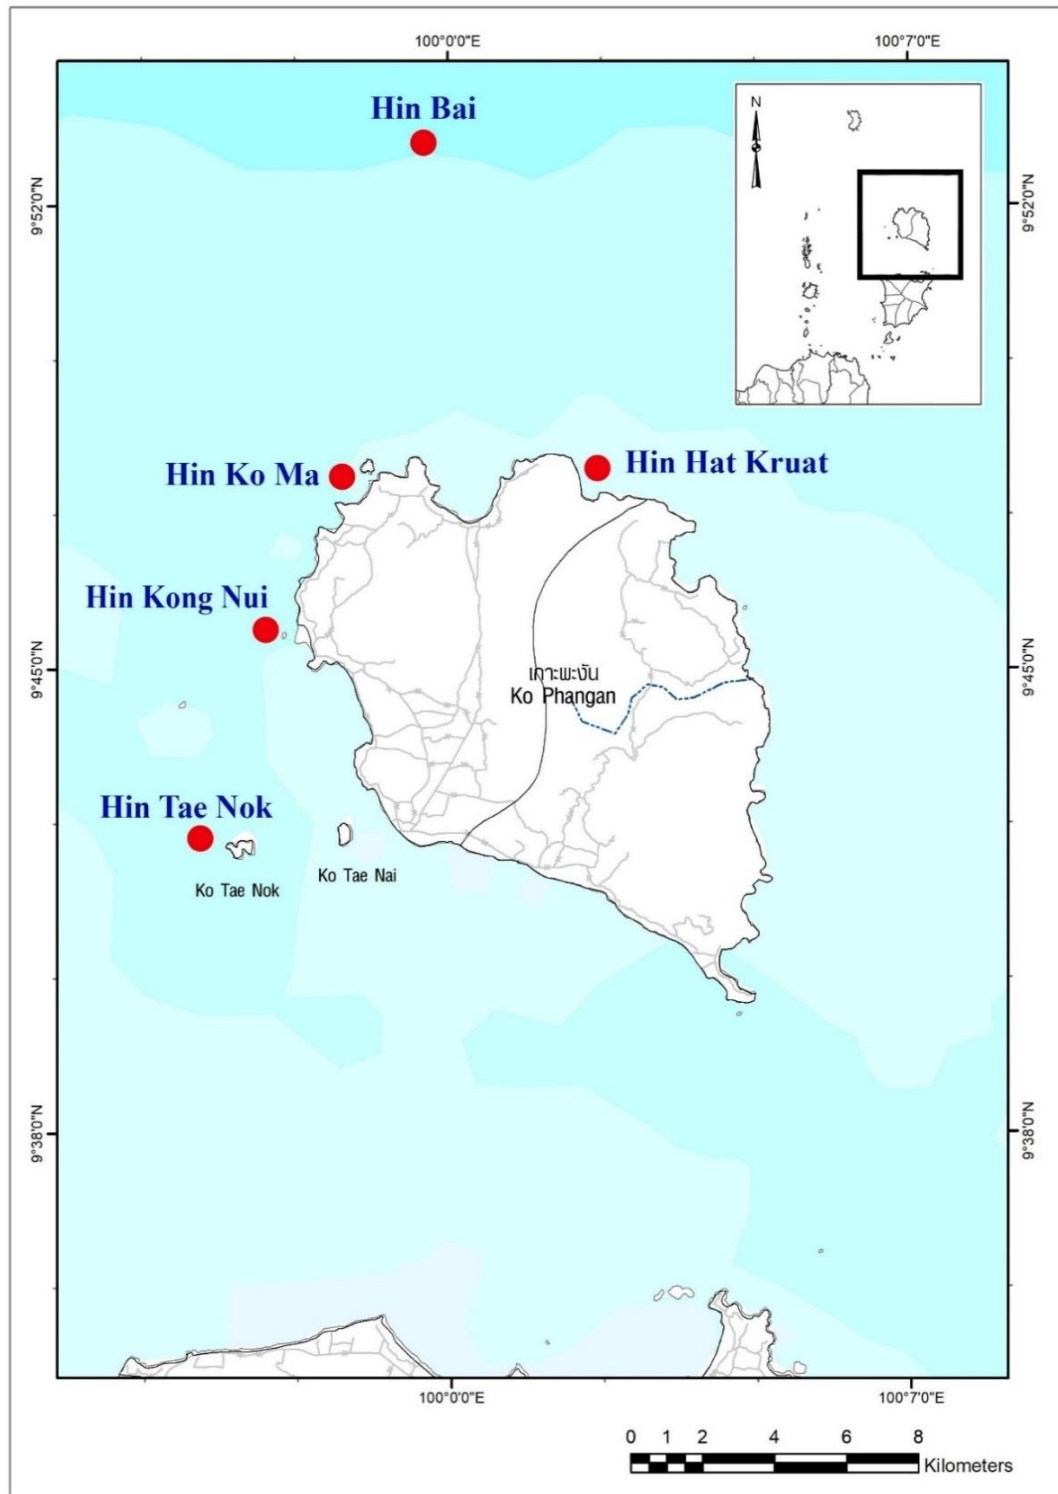 100°0'0"E
100°7'0"E
Hin Bai
N
9°52'0"N
9°52'0"N
Hin Ko Ma
Hin Hat Kruat
Hin Kong Nui
9°45'0"N
9°45'0"N
เกาะพะงัน
Ko Phangan
Hin Tae Nok
Ko Tae Nok
Ko Tae Nai
9°38'0"N
9°38'0"N
100°0'0"E
100°7'0"E
0 1 2 4 6 8
Kilometers